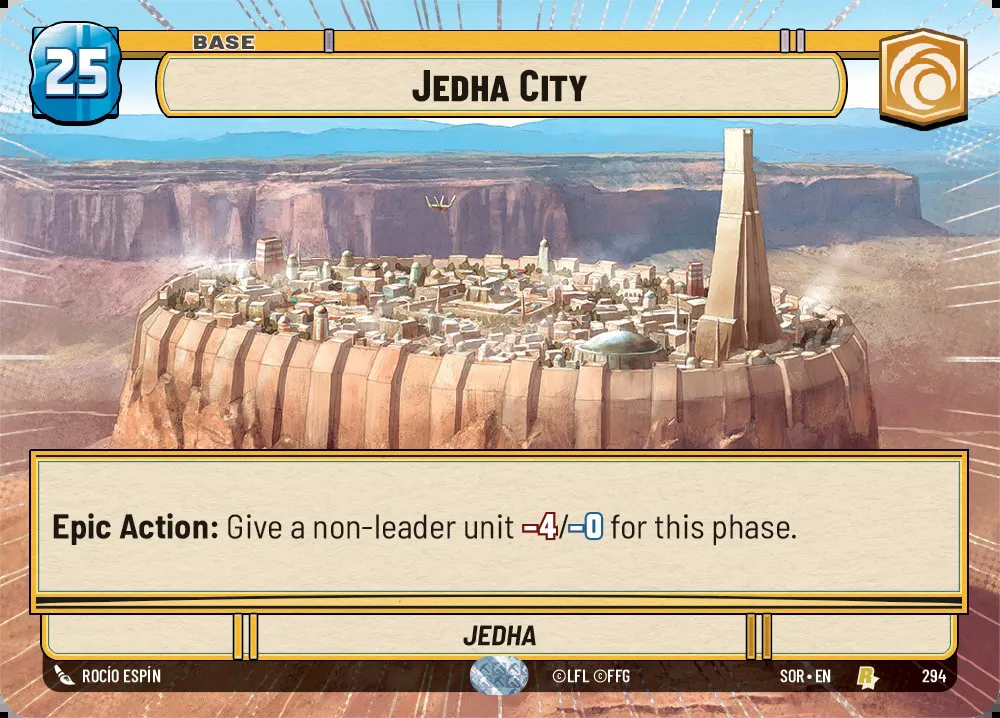 BASE
25
JEDHA CITY
Epic Action: Give a non-leader unit -4/-0 for this phase.
JEDHA
ROCÍO ESPÍN ©LFL ©FFG SOR • EN R 294